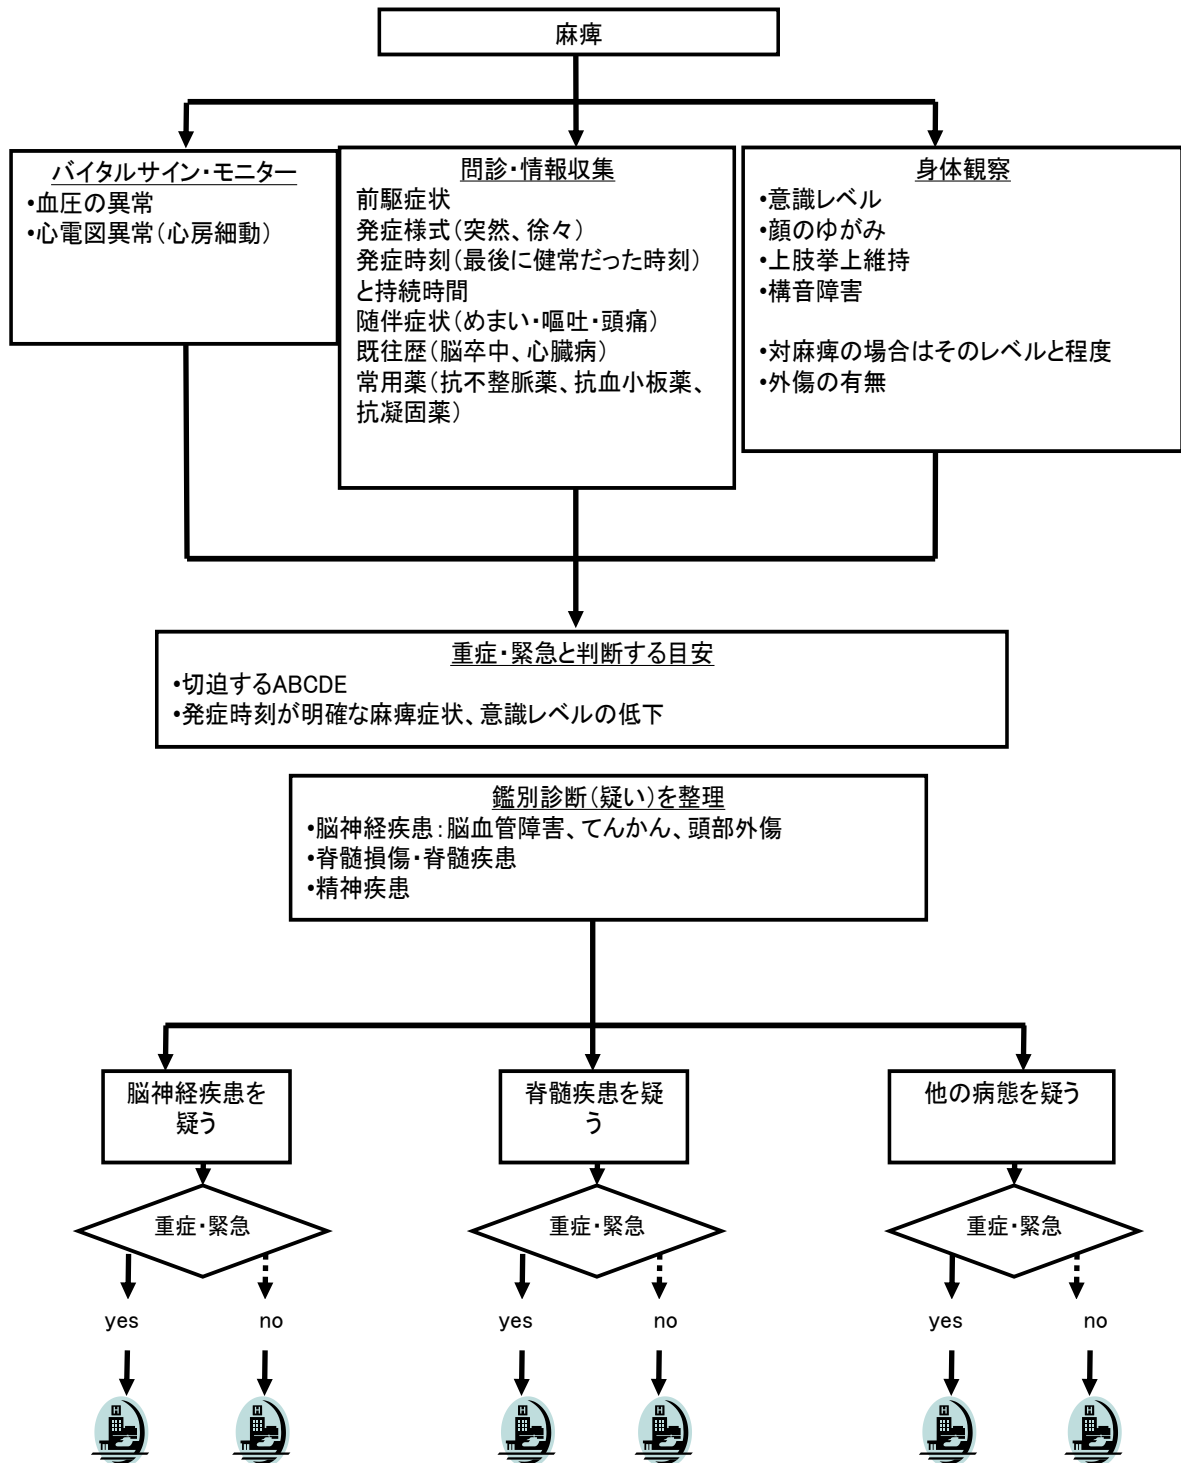 麻痺
バイタルサイン・モニター
•血圧の異常
•心電図異常（心房細動）
問診・情報収集
前駆症状
発症様式（突然、徐々）
発症時刻（最後に健常だった時刻）
と持続時間
随伴症状（めまい・嘔吐・頭痛）
既往歴（脳卒中、心臓病）
常用薬（抗不整脈薬、抗血小板薬、
抗凝固薬）
身体観察
•意識レベル
•顔のゆがみ
•上肢挙上維持
•構音障害
•対麻痺の場合はそのレベルと程度
•外傷の有無
重症・緊急と判断する目安
•切迫するABCDE
•発症時刻が明確な麻痺症状、意識レベルの低下
鑑別診断（疑い）を整理
•脳神経疾患：脳血管障害、てんかん、頭部外傷
•脊髄損傷・脊髄疾患
•精神疾患
脳神経疾患を
疑う
脊髄疾患を疑
う
他の病態を疑う
重症・緊急
重症・緊急
重症・緊急
yes
no
yes
no
yes
no
H
H
H
H
H
H